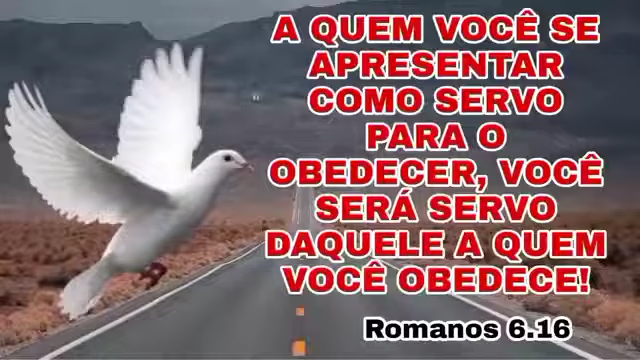 A QUEM VOCÊ SE
APRESENTAR
COMO SERVO
PARA O
OBEDECER, VOCÊ
SERÁ SERVO
DAQUELE A QUEM
VOCÊ OBEDECE!
Romanos 6.16